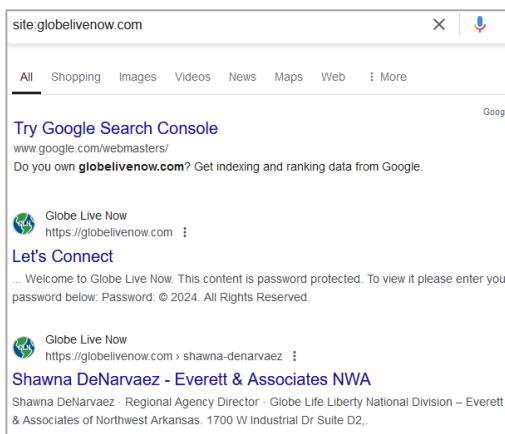 site:globelivenow.com
All Shopping Images Videos News Maps Web More
Goog
Try Google Search Console
www.google.com/webmasters/
Do you own globelivenow.com? Get indexing and ranking data from Google.
Globe Live Now
https://globelivenow.com
Let's Connect
... Welcome to Globe Live Now. This content is password protected. To view it please enter you
password below: Password: © 2024. All Rights Reserved.
Globe Live Now
https://globelivenow.com › shawna-denarvaez
Shawna DeNarvaez - Everett & Associates NWA
Shawna DeNarvaez · Regional Agency Director · Globe Life Liberty National Division – Everett
& Associates of Northwest Arkansas. 1700 W Industrial Dr Suite D2,.